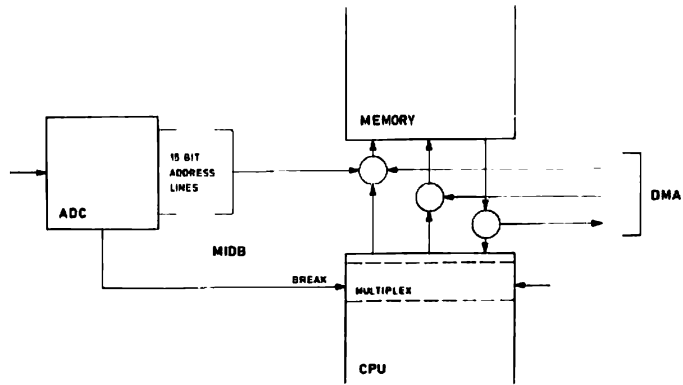 MEMORY
15 BIT
ADDRESS
LINES
ADC
DMA
MIDB
BREAK
MULTIPLEX
CPU